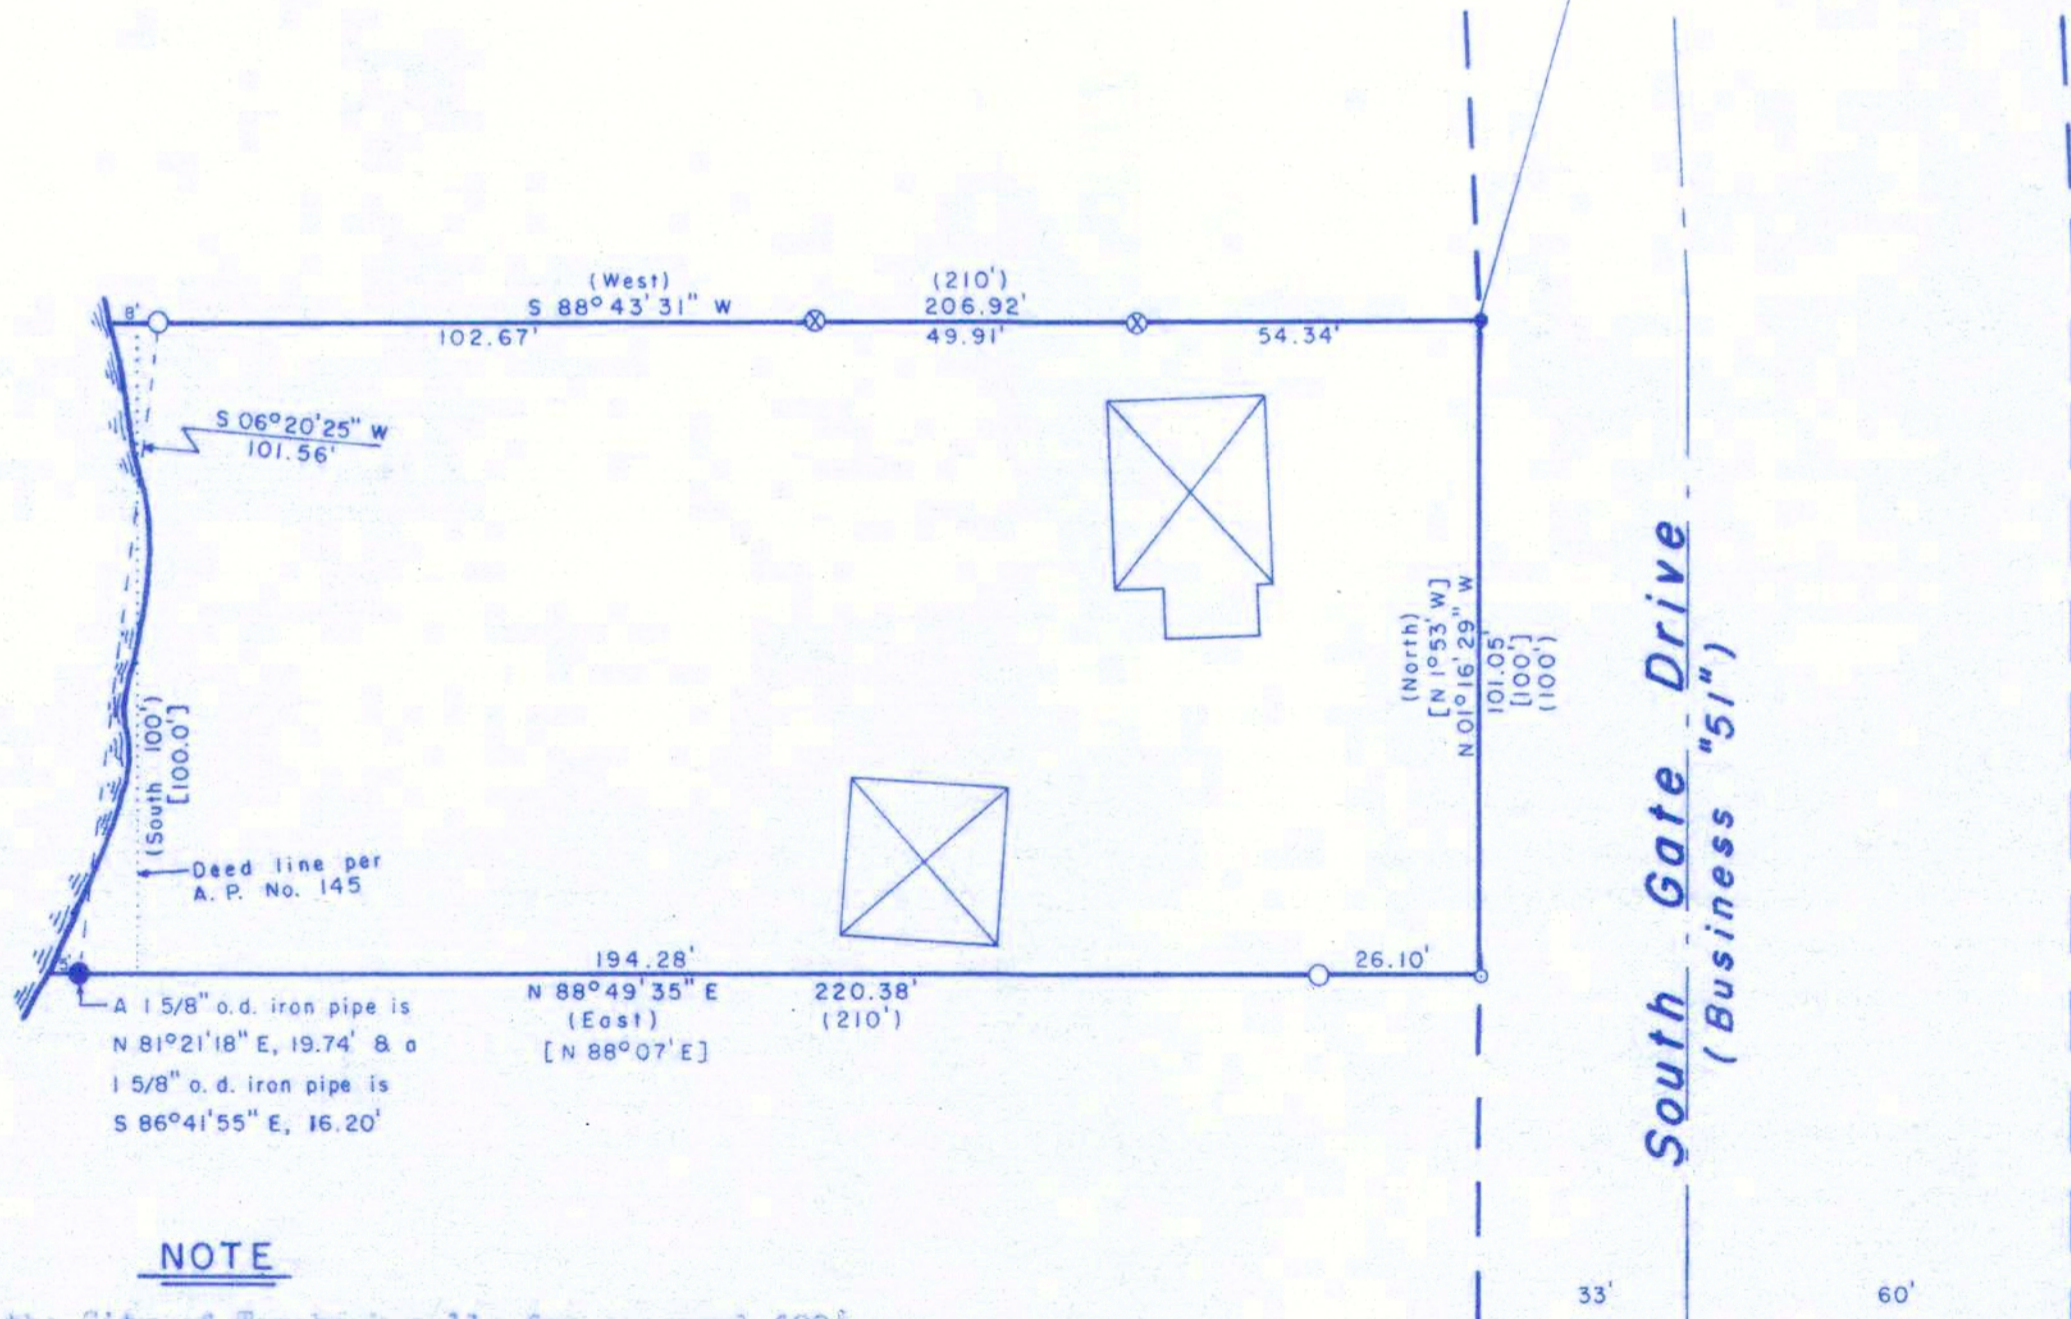 (West)
S 88°43'31" W
(210')
206.92'
8'
102.67'
49.91'
54.34'
S 06°20'25" W
101.56'
(North)
[N 1°53' W]
N 01°16'29" W
101.05'
[100']
(100')
South Gate Drive
(Business "51")
(South 100')
[100.0']
Deed line per
A. P. No. 145
194.28'
26.10'
5'
N 88°49'35" E
220.38'
(East)
(210')
[N 88°07'E]
A 1 5/8" o.d. iron pipe is
N 81°21'18" E, 19.74' & a
1 5/8" o.d. iron pipe is
S 86°41'55" E, 16.20'
NOTE
33'
60'